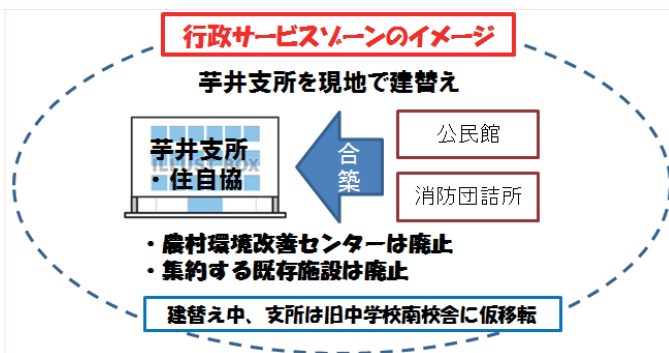 行政サービスゾーンのイメージ
芋井支所を現地で建替え
芋井支所
・住自協
合築
公民館
消防団詰所
・農村環境改善センターは廃止
・集約する既存施設は廃止
建替え中、支所は旧中学校南校舎に仮移転